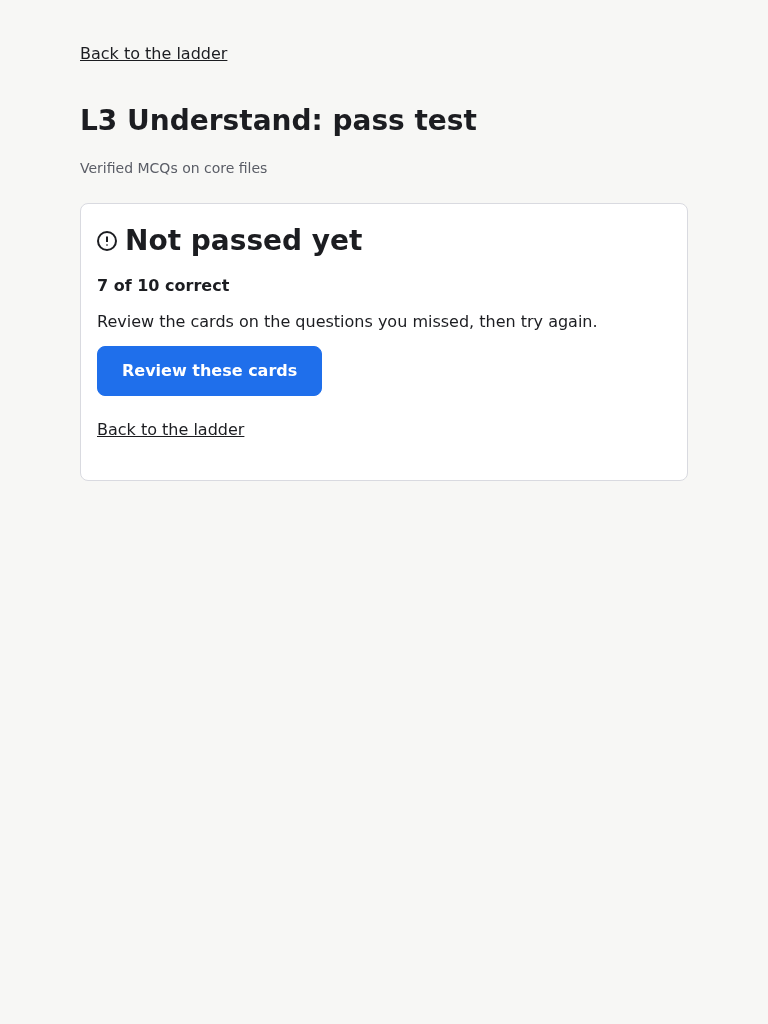 Back to the ladder
L3 Understand: pass test
Verified MCQs on core files
Not passed yet
7 of 10 correct
Review the cards on the questions you missed, then try again.
Review these cards
Back to the ladder